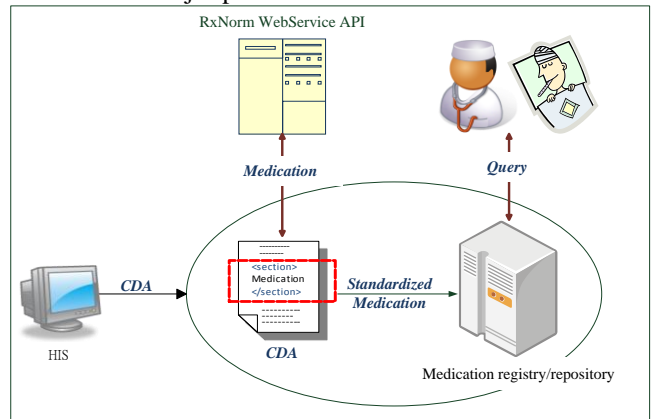 RxNorm WebService API
Medication
Query
<section>
Medication
</section>
CDA
Standardized
Medication
HIS
CDA
Medication registry/repository